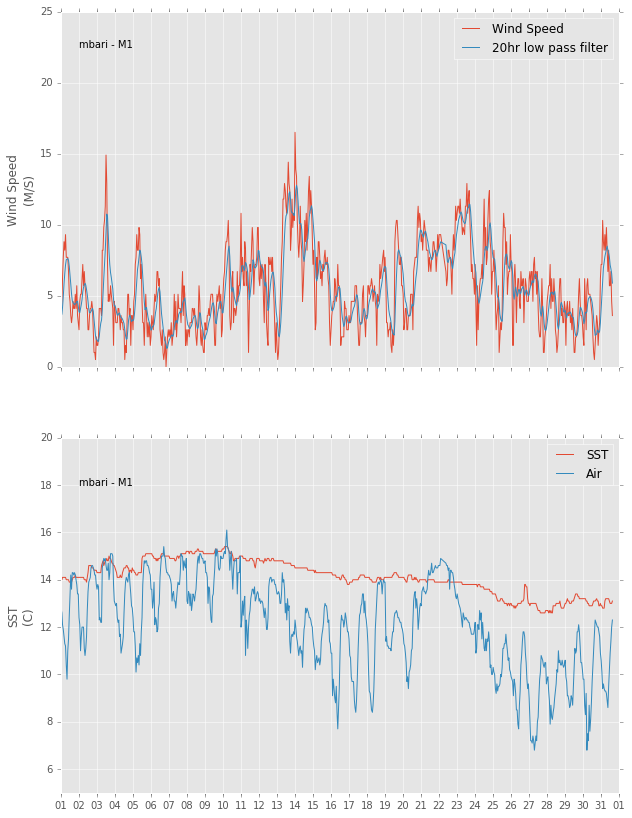 25
Wind Speed
20hr low pass filter
mbari - M1
20
15
10
5
0
Wind Speed
(M/S)
20
SST
Air
mbari - M1
18
16
14
12
10
8
6
SST
(C)
01 02 03 04 05 06 07 08 09 10 11 12 13 14 15 16 17 18 19 20 21 22 23 24 25 26 27 28 29 30 31 01